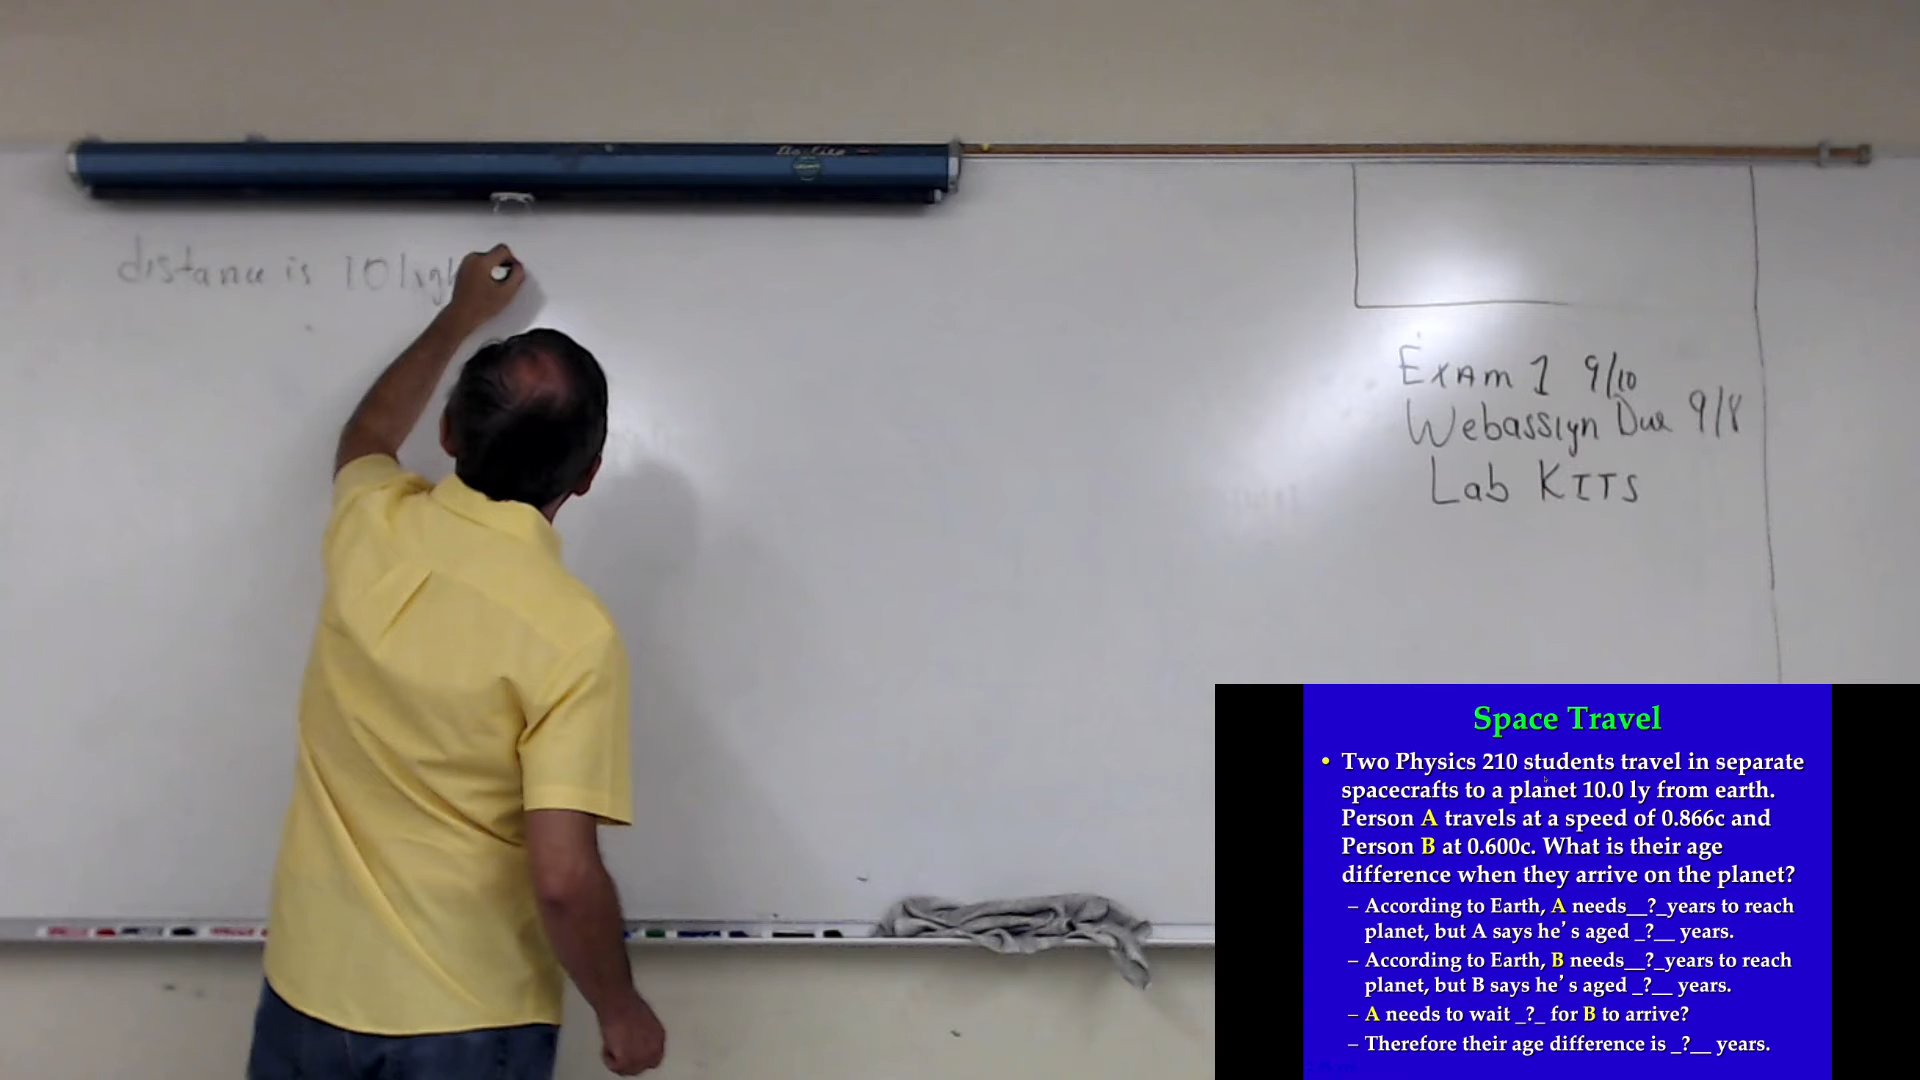 distance is 10 ligh
Exam 1 9/10
Webassign Due 9/8
Lab KITS
Space Travel
• Two Physics 210 students travel in separate
spacecrafts to a planet 10.0 ly from earth.
Person A travels at a speed of 0.866c and
Person B at 0.600c. What is their age
difference when they arrive on the planet?
– According to Earth, A needs__?_years to reach
planet, but A says he's aged _?__ years.
– According to Earth, B needs__?_years to reach
planet, but B says he's aged _?__ years.
– A needs to wait _?_ for B to arrive?
– Therefore their age difference is _?__ years.